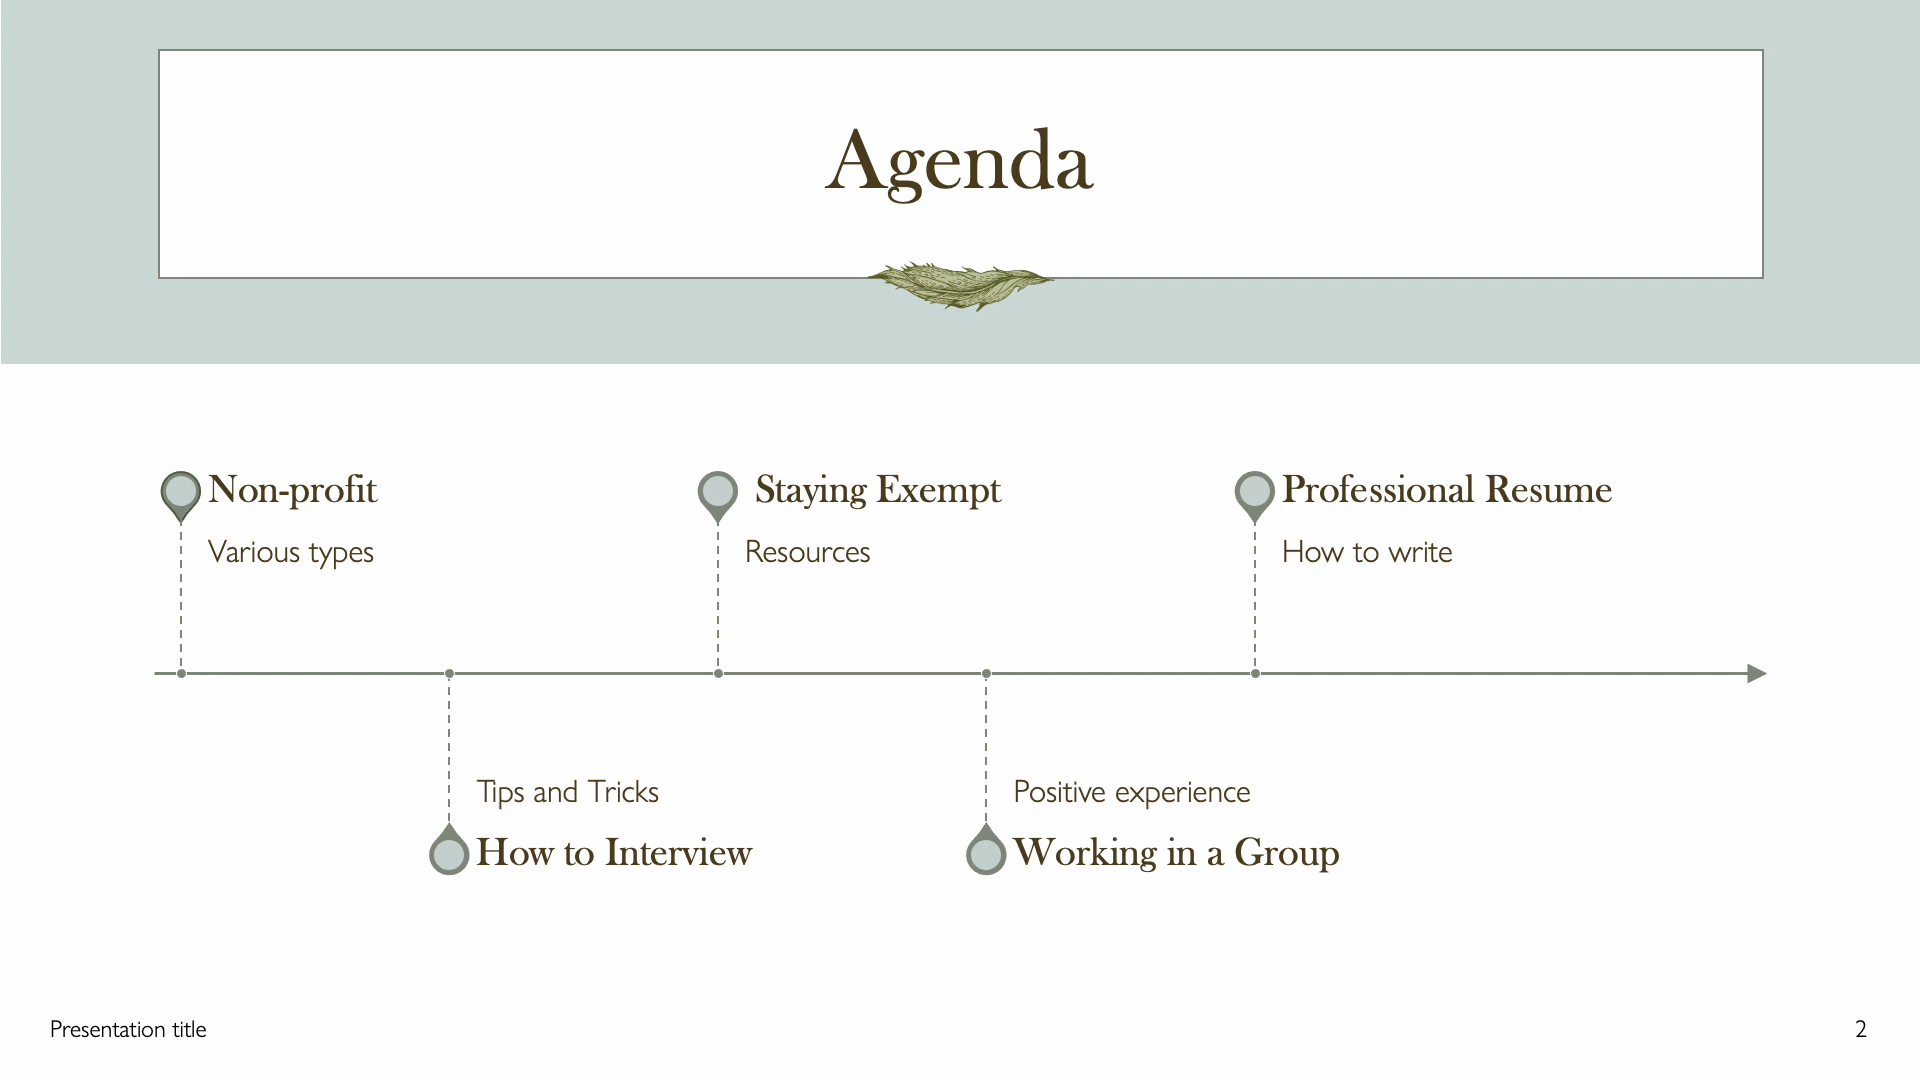 Agenda
Non-profit
Various types
Staying Exempt
Resources
Professional Resume
How to write
Tips and Tricks
How to Interview
Positive experience
Working in a Group
Presentation title
2